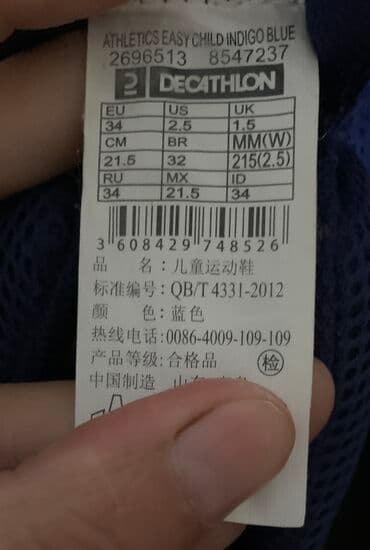 ATHLETICS EASY CHILD INDIGO BLUE
2696513 8547237
2 DECATHLON
EU US UK
34 2.5 1.5
CM BR MM(W)
21.5 32 215(2.5)
RU MX ID
34 21.5 34
3 608429 748526
品 名：儿童运动鞋
标准编号：QB/T 4331-2012
颜 色：蓝色
热线电话：0086-4009-109-109
产品等级：合格品 检
中国制造